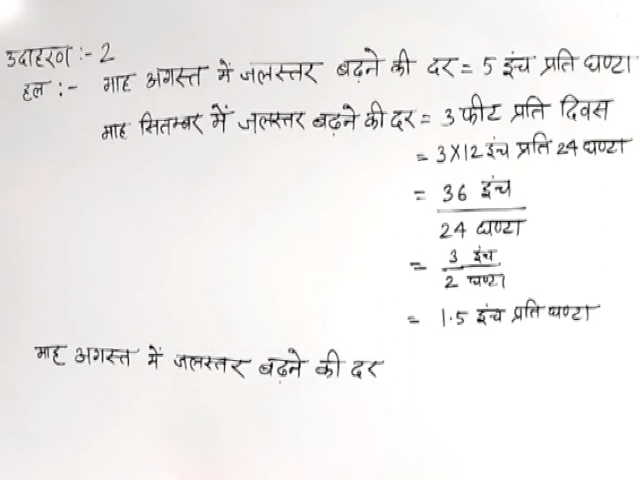 उदाहरण :- 2
हल :- माह अगस्त में जलस्तर बढ़ने की दर = 5 इंच प्रति घण्टा
माह सितम्बर में जलस्तर बढ़ने की दर = 3 फीट प्रति दिवस
= 3 X 12 इंच प्रति 24 घण्टा
= 36 इंच
24 घण्टा
= 3 इंच
2 घण्टा
= 1.5 इंच प्रति घण्टा
माह अगस्त में जलस्तर बढ़ने की दर